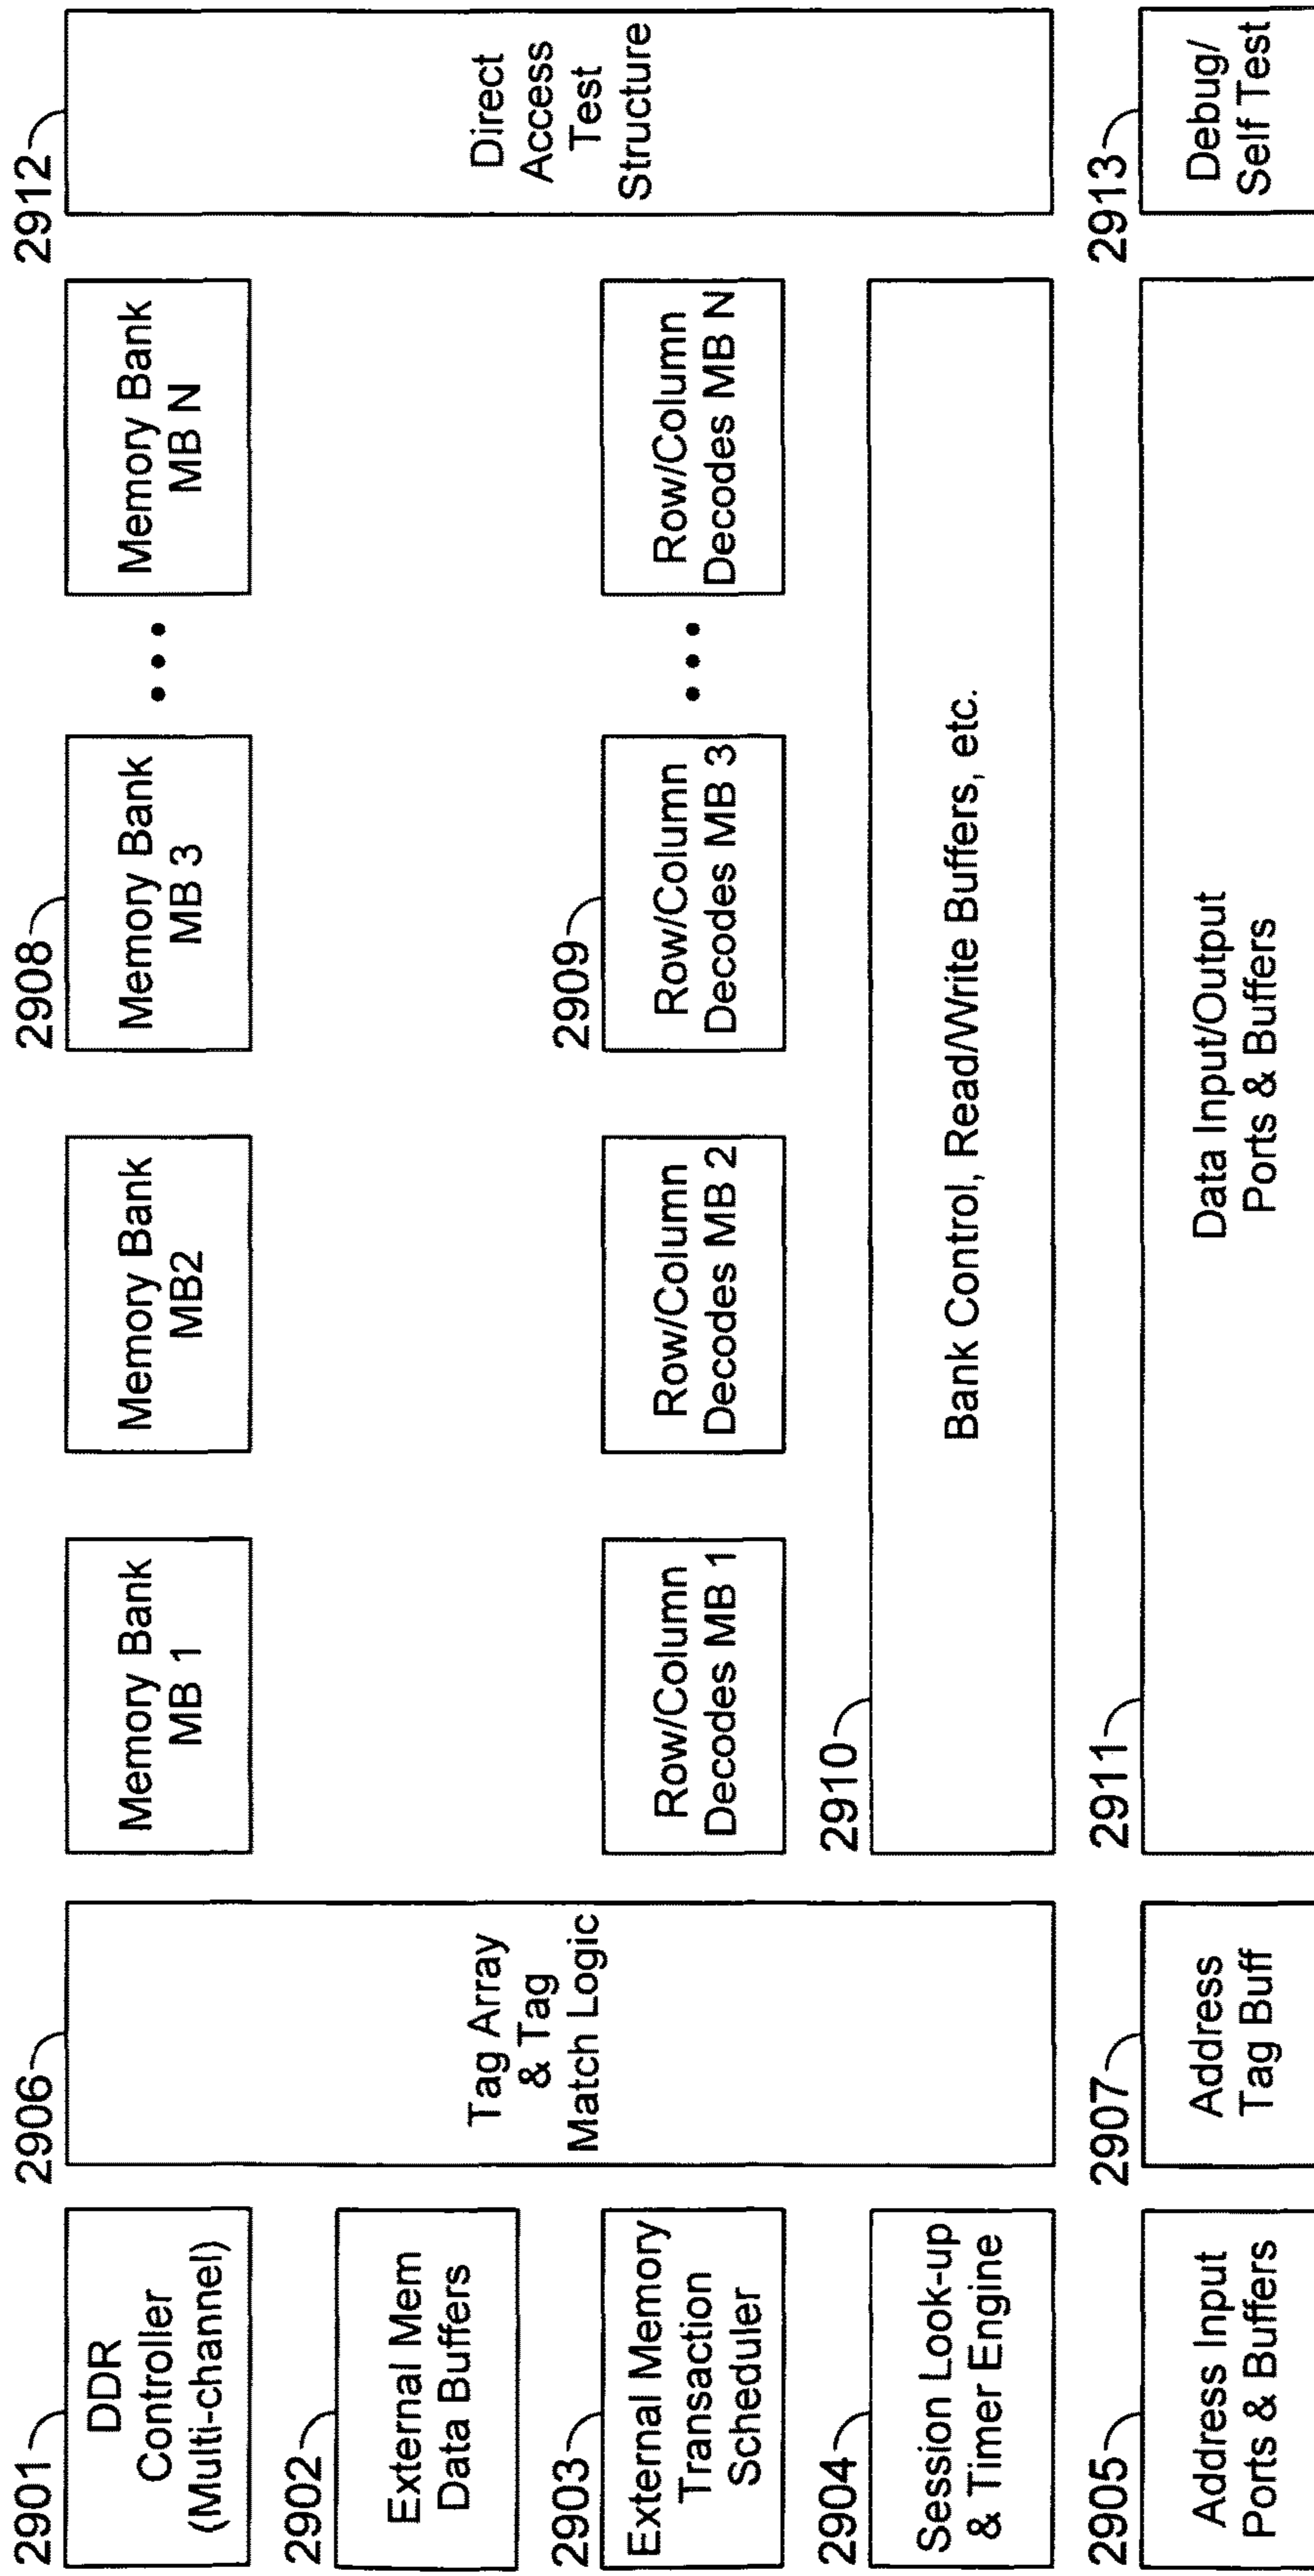 2901
DDR
Controller
(Multi-channel)
2902
External Mem
Data Buffers
2903
External Memory
Transaction
Scheduler
2904
Session Look-up
& Timer Engine
2905
Address Input
Ports & Buffers
2906
Tag Array
& Tag
Match Logic
2907
Address
Tag Buff
Memory Bank
MB 1
Memory Bank
MB2
2908
Memory Bank
MB 3
Memory Bank
MB N
Row/Column
Decodes MB 1
Row/Column
Decodes MB 2
2909
Row/Column
Decodes MB 3
Row/Column
Decodes MB N
2910
Bank Control, Read/Write Buffers, etc.
2911
Data Input/Output
Ports & Buffers
2912
Direct
Access
Test
Structure
2913
Debug/
Self Test